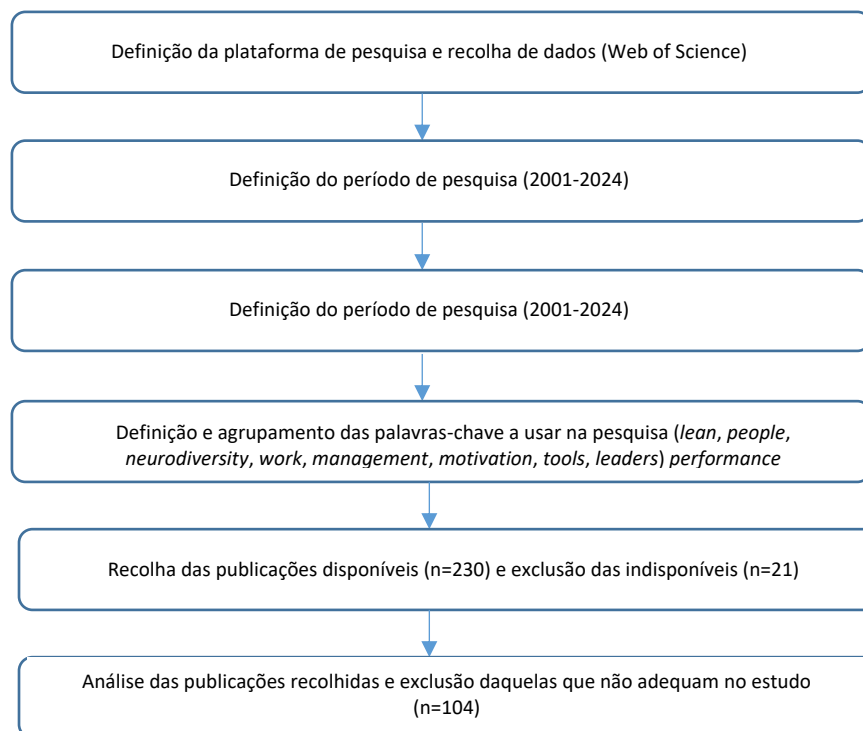 Definição da plataforma de pesquisa e recolha de dados (Web of Science)
Definição do período de pesquisa (2001-2024)
Definição do período de pesquisa (2001-2024)
Definição e agrupamento das palavras-chave a usar na pesquisa (lean, people,
neurodiversity, work, management, motivation, tools, leaders) performance
Recolha das publicações disponíveis (n=230) e exclusão das indisponíveis (n=21)
Análise das publicações recolhidas e exclusão daquelas que não adequam no estudo
(n=104)